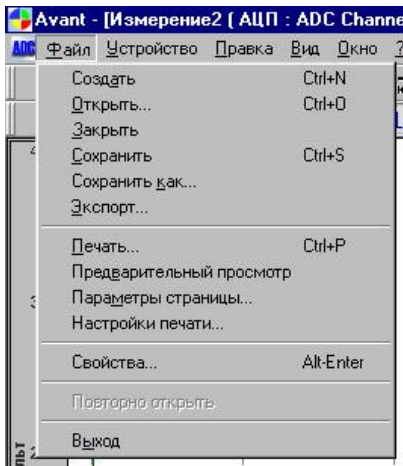 Avant - [Измерение2 ( АЦП : ADC Channe
ADC Файл Устройство Правка Вид Окно ?
Создать Ctrl+N
Открыть... Ctrl+O
Закрыть
Сохранить Ctrl+S
Сохранить как...
Экспорт...
Печать... Ctrl+P
Предварительный просмотр
Параметры страницы...
Настройки печати...
Свойства... Alt-Enter
Повторно открыть
Выход